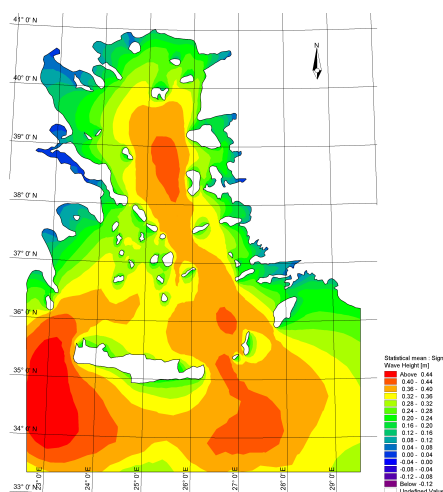 41° 0' N
N
40° 0' N
39° 0' N
38° 0' N
37° 0' N
36° 0' N
35° 0' N
34° 0' N
33° 0' N
2° 0' E
23° 0' E
24° 0' E
25° 0' E
26° 0' E
27° 0' E
28° 0' E
29° 0' E
Statistical mean : Sign
Wave Height [m]
Above 0.44
0.40 - 0.44
0.36 - 0.40
0.32 - 0.36
0.28 - 0.32
0.24 - 0.28
0.20 - 0.24
0.16 - 0.20
0.12 - 0.16
0.08 - 0.12
0.04 - 0.08
0.00 - 0.04
-0.04 - 0.00
-0.08 - -0.04
-0.12 - -0.08
Below -0.12
Undefined Value